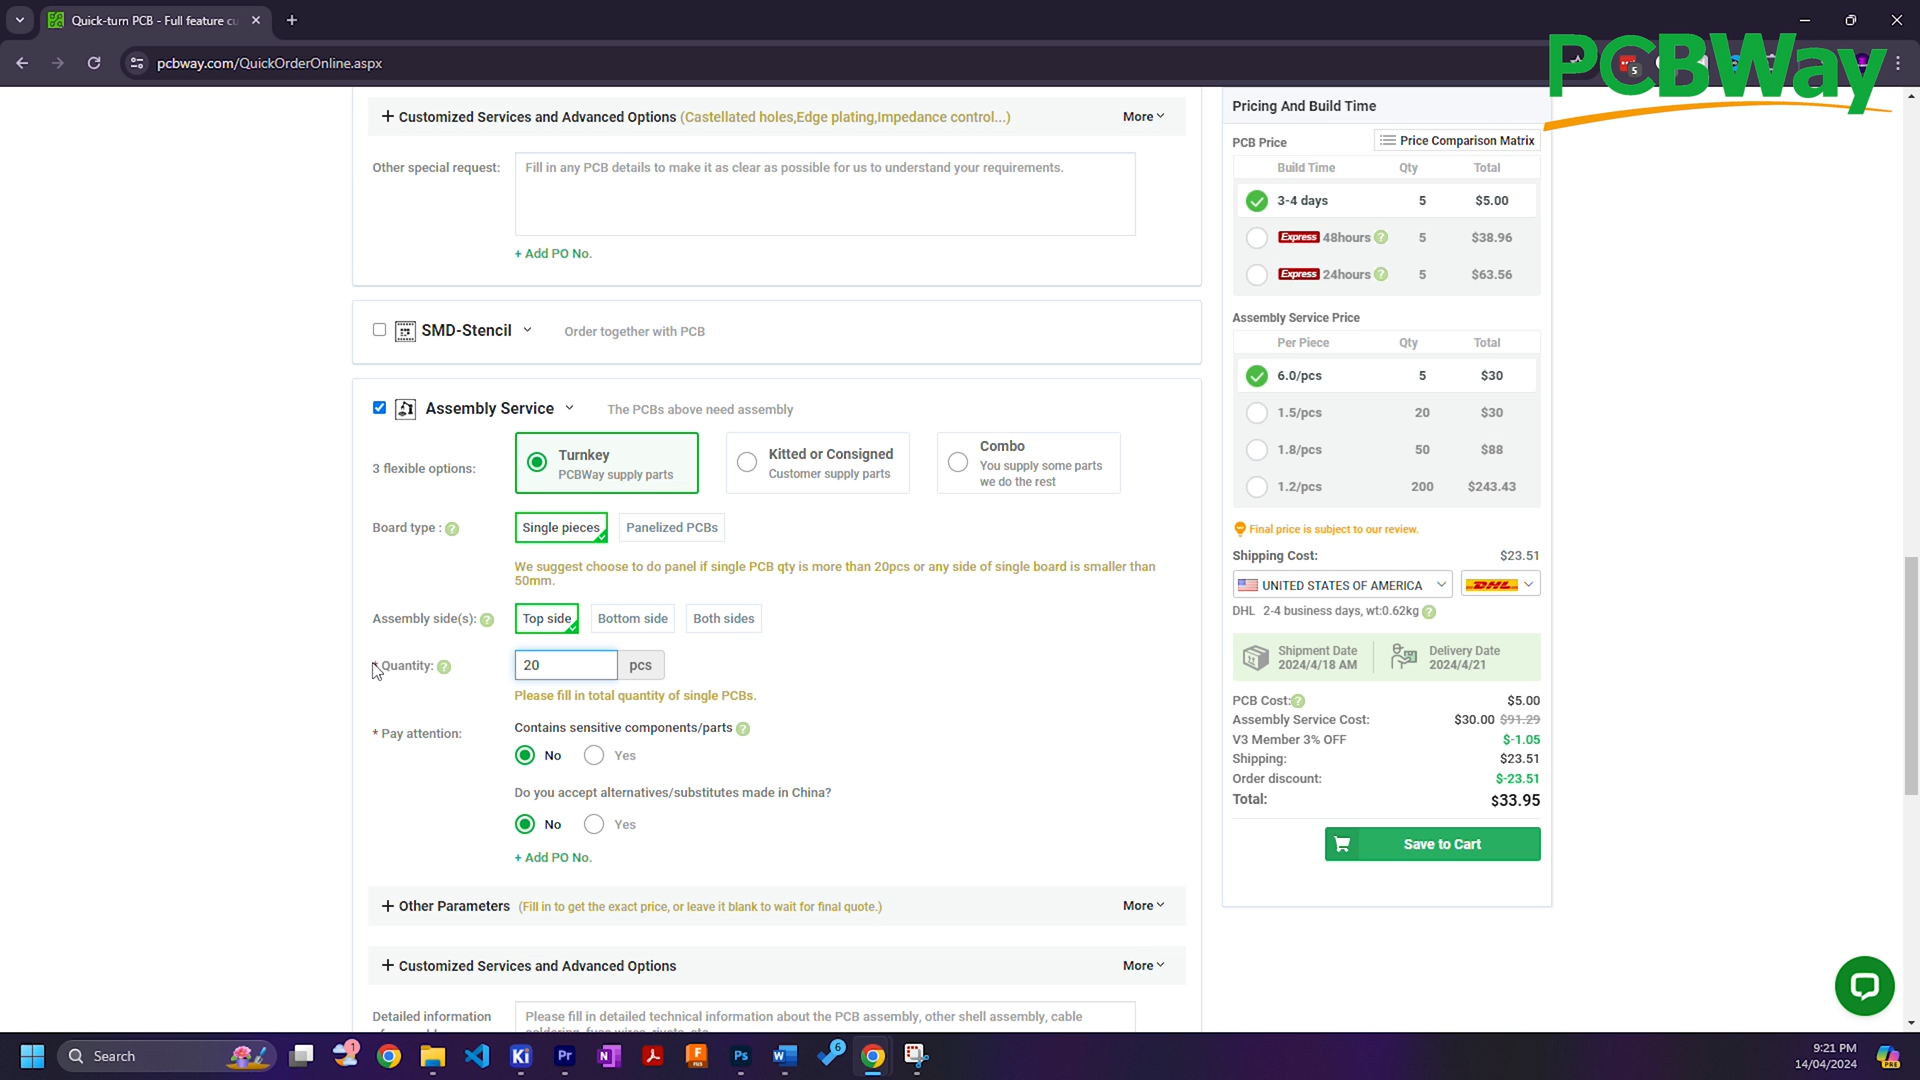 Quick-turn PCB - Full feature cu
pcbway.com/QuickOrderOnline.aspx
5
PCBWay
Customized Services and Advanced Options (Castellated holes,Edge plating,Impedance control...)
More
Other special request:
Fill in any PCB details to make it as clear as possible for us to understand your requirements.
+ Add PO No.
SMD-Stencil
Order together with PCB
Assembly Service
The PCBs above need assembly
3 flexible options:
Turnkey
PCBWay supply parts
Kitted or Consigned
Customer supply parts
Combo
You supply some parts
we do the rest
Board type :
Single pieces
Panelized PCBs
We suggest choose to do panel if single PCB qty is more than 20pcs or any side of single board is smaller than
50mm.
Assembly side(s):
Top side
Bottom side
Both sides
* Quantity:
20
pcs
Please fill in total quantity of single PCBs.
* Pay attention:
Contains sensitive components/parts
No
Yes
Do you accept alternatives/substitutes made in China?
No
Yes
+ Add PO No.
Other Parameters (Fill in to get the exact price, or leave it blank to wait for final quote.)
More
Customized Services and Advanced Options
More
Detailed information
Please fill in detailed technical information about the PCB assembly, other shell assembly, cable
Pricing And Build Time
PCB Price
Price Comparison Matrix
Build Time Qty Total
3-4 days 5 $5.00
Express 48hours 5 $38.96
Express 24hours 5 $63.56
Assembly Service Price
Per Piece Qty Total
6.0/pcs 5 $30
1.5/pcs 20 $30
1.8/pcs 50 $88
1.2/pcs 200 $243.43
Final price is subject to our review.
Shipping Cost: $23.51
UNITED STATES OF AMERICA
DHL
DHL 2-4 business days, wt:0.62kg
Shipment Date
2024/4/18 AM
Delivery Date
2024/4/21
PCB Cost: $5.00
Assembly Service Cost: $30.00 $91.29
V3 Member 3% OFF $-1.05
Shipping: $23.51
Order discount: $-23.51
Total: $33.95
Save to Cart
Search
1
Ki
Pr
N
F
Ps
W
6
9:21 PM
14/04/2024
PRE